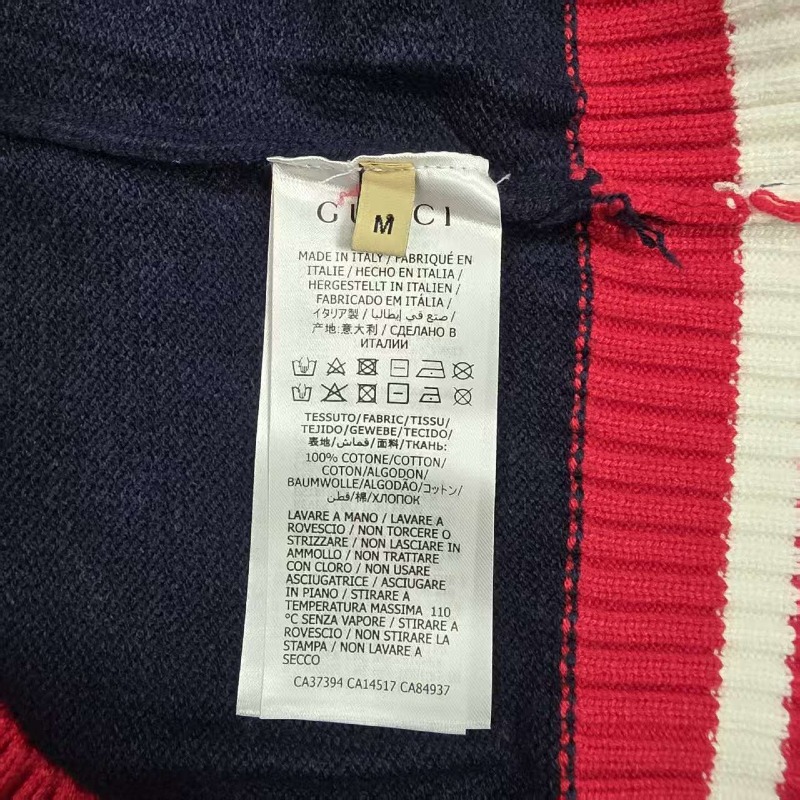 GUCCI
M
MADE IN ITALY / FABRIQUÉ EN
ITALIE / HECHO EN ITALIA /
HERGESTELLT IN ITALIEN /
FABRICADO EM ITÁLIA /
イタリア製 / صنع في إيطاليا /
产地:意大利 / СДЕЛАНО В
ИТАЛИИ
TESSUTO/FABRIC/TISSU/
TEJIDO/GEWEBE/TECIDO/
表地/قماش/面料/ТКАНЬ:
100% COTONE/COTTON/
COTON/ALGODON/
BAUMWOLLE/ALGODÃO/コットン/
قطن/棉/ХЛОПОК
LAVARE A MANO / LAVARE A
ROVESCIO / NON TORCERE O
STRIZZARE / NON LASCIARE IN
AMMOLLO / NON TRATTARE
CON CLORO / NON USARE
ASCIUGATRICE / ASCIUGARE
IN PIANO / STIRARE A
TEMPERATURA MASSIMA 110
°C SENZA VAPORE / STIRARE A
ROVESCIO / NON STIRARE LA
STAMPA / NON LAVARE A
SECCO
CA37394 CA14517 CA84937